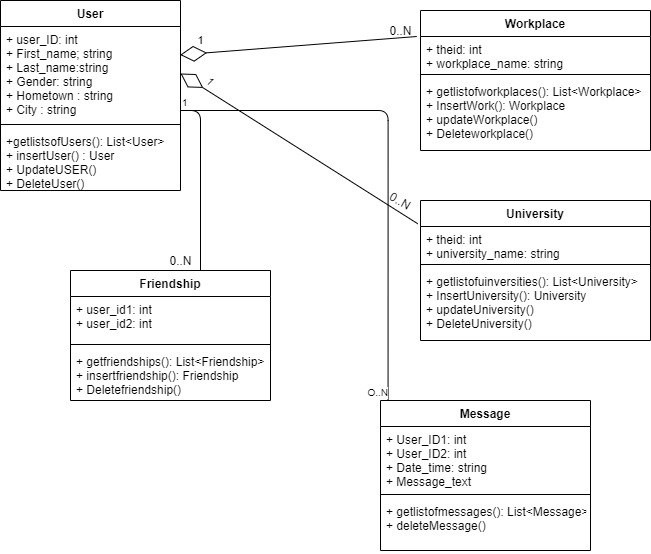 User
+ user_ID: int
+ First_name; string
+ Last_name:string
+ Gender: string
+ Hometown : string
+ City : string
+getlistsofUsers(): List<User>
+ insertUser() : User
+ UpdateUSER()
+ DeleteUser()
1
0..N
Workplace
+ theid: int
+ workplace_name: string
+ getlistofworkplaces(): List<Workplace>
+ InsertWork(): Workplace
+ updateWorkplace()
+ Deleteworkplace()
1
0..N
University
+ theid: int
+ university_name: string
+ getlistofuinversities(): List<University>
+ InsertUniversity(): University
+ updateUniversity()
+ DeleteUniversity()
1
0..N
Friendship
+ user_id1: int
+ user_id2: int
+ getfriendships(): List<Friendship>
+ insertfriendship(): Friendship
+ Deletefriendship()
O..N
Message
+ User_ID1: int
+ User_ID2: int
+ Date_time: string
+ Message_text
+ getlistofmessages(): List<Message>
+ deleteMessage()